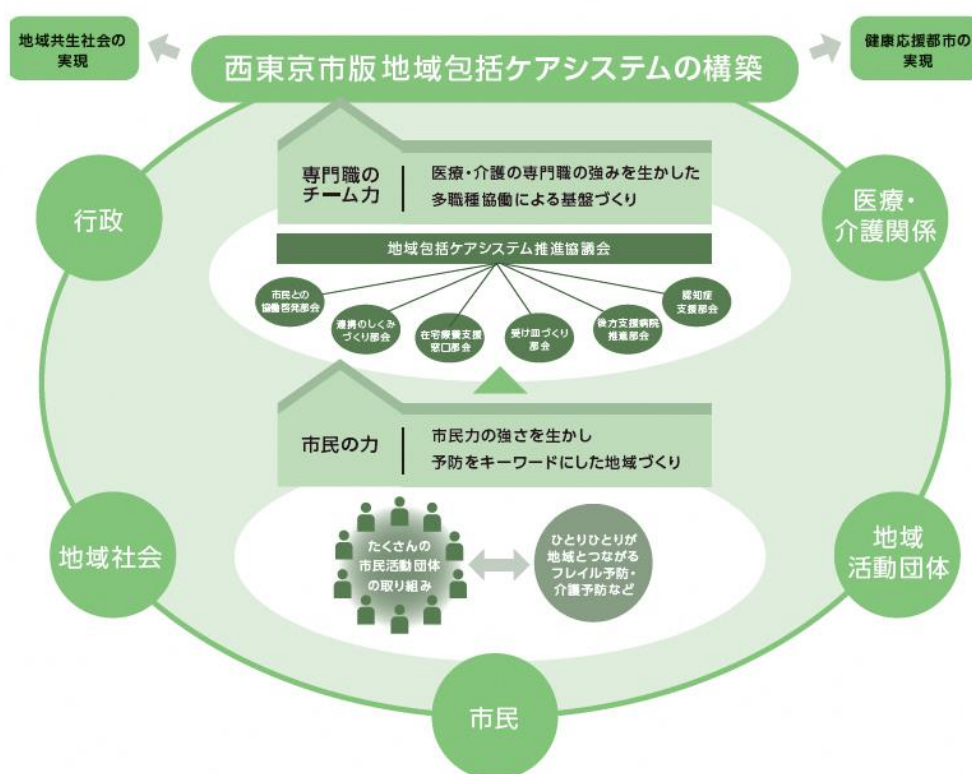 地域共生社会の
実現
健康応援都市の
実現
西東京市版地域包括ケアシステムの構築
専門職の
チーム力
医療・介護の専門職の強みを生かした
多職種協働による基盤づくり
行政
医療・
介護関係
地域包括ケアシステム推進協議会
市民との
協働啓発部会
連携のしくみ
づくり部会
在宅療養支援
窓口部会
受け皿づくり
部会
後方支援病院
推進部会
認知症
支援部会
市民の力
市民力の強さを生かし
予防をキーワードにした地域づくり
たくさんの
市民活動団体
の取り組み
ひとりひとりが
地域とつながる
フレイル予防・
介護予防など
地域社会
地域
活動団体
市民